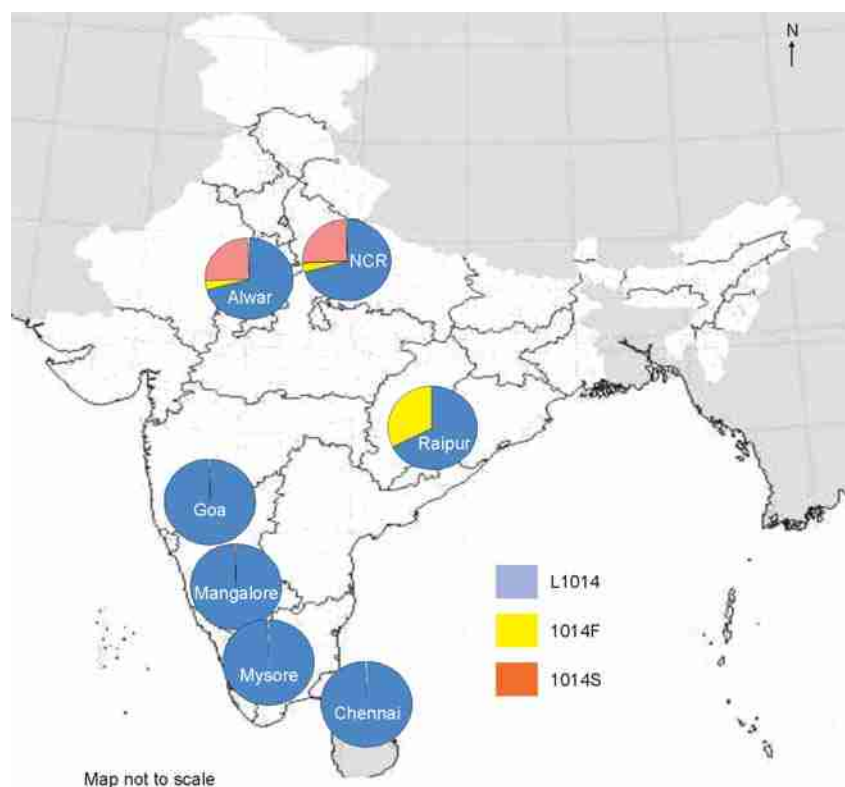 N
NCR
Alwar
Raipur
Goa
L1014
Mangalore
1014F
Mysore
1014S
Chennai
Map not to scale